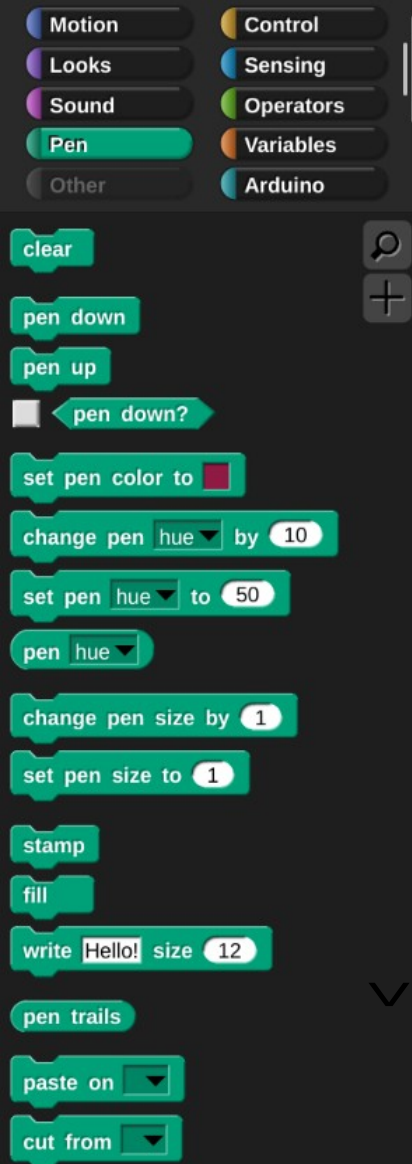 Motion Control
Looks Sensing
Sound Operators
Pen Variables
Other Arduino
clear
pen down
pen up
pen down?
set pen color to
change pen hue by 10
set pen hue to 50
pen hue
change pen size by 1
set pen size to 1
stamp
fill
write Hello! size 12
pen trails
paste on
cut from